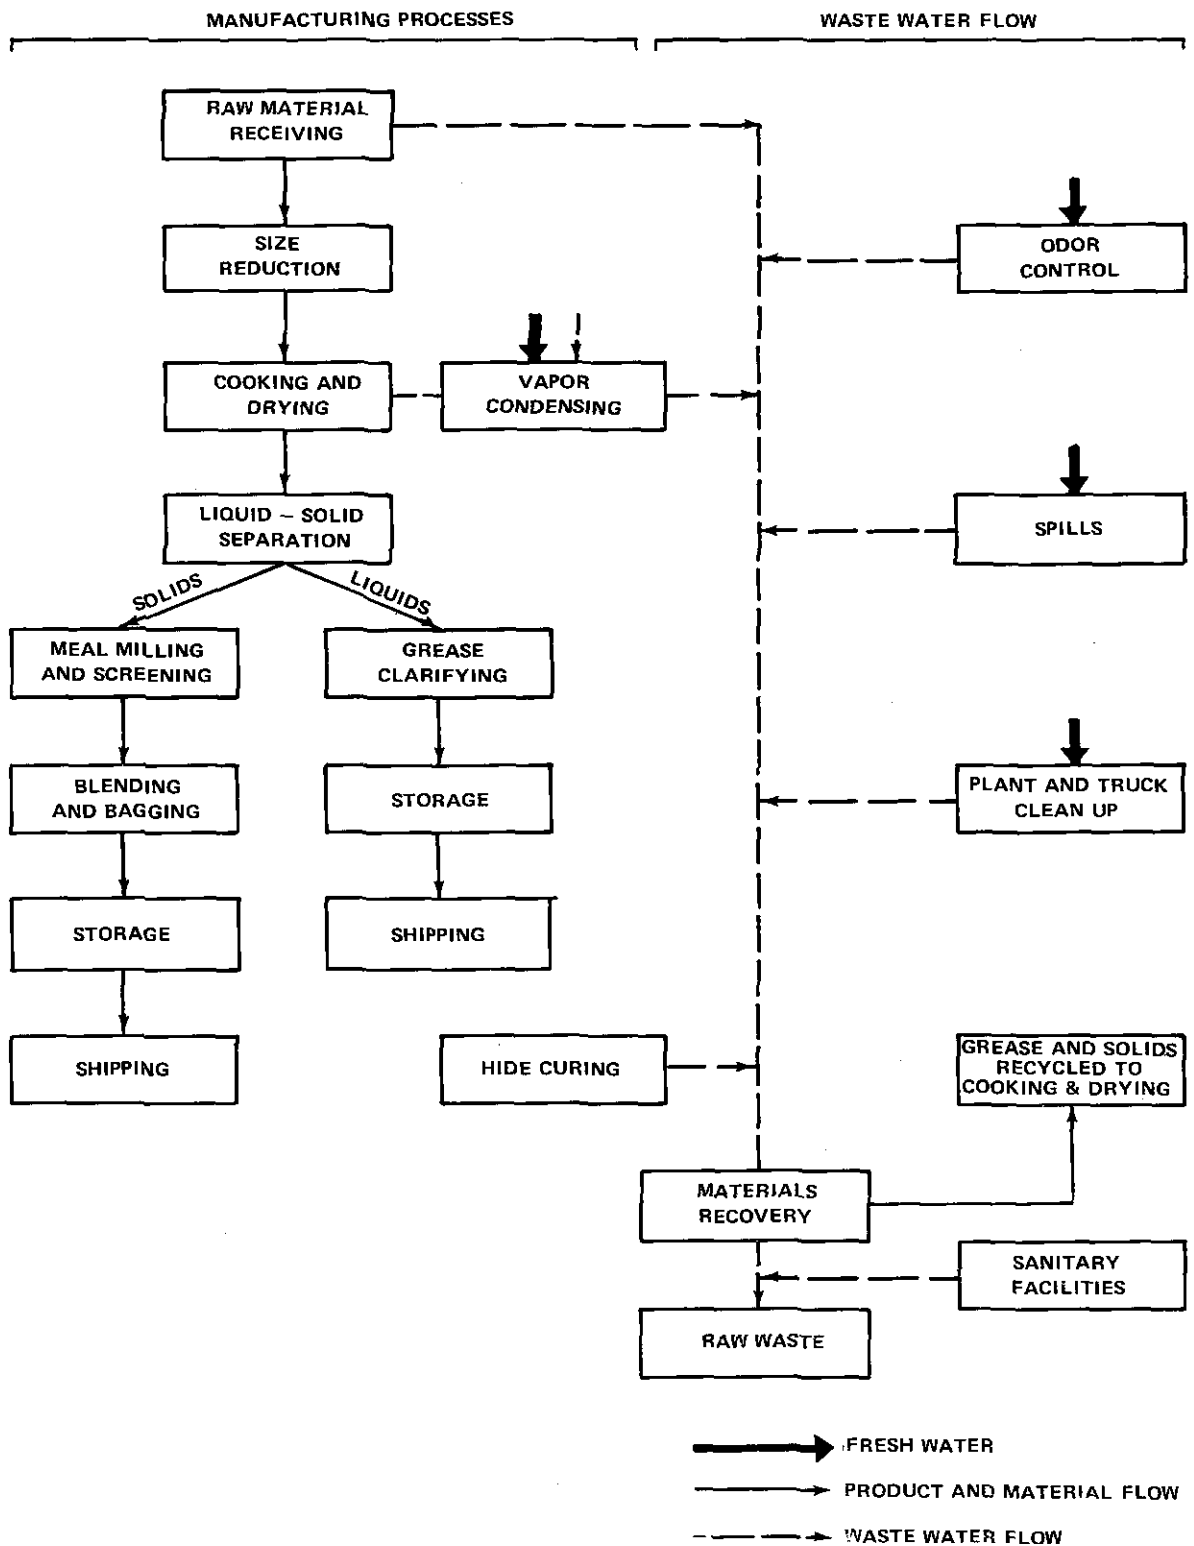 MANUFACTURING PROCESSES
WASTE WATER FLOW
RAW MATERIAL
RECEIVING
SIZE
REDUCTION
ODOR
CONTROL
COOKING AND
DRYING
VAPOR
CONDENSING
LIQUID – SOLID
SEPARATION
SPILLS
SOLIDS
LIQUIDS
MEAL MILLING
AND SCREENING
GREASE
CLARIFYING
BLENDING
AND BAGGING
STORAGE
PLANT AND TRUCK
CLEAN UP
STORAGE
SHIPPING
SHIPPING
HIDE CURING
GREASE AND SOLIDS
RECYCLED TO
COOKING & DRYING
MATERIALS
RECOVERY
SANITARY
FACILITIES
RAW WASTE
FRESH WATER
PRODUCT AND MATERIAL FLOW
WASTE WATER FLOW